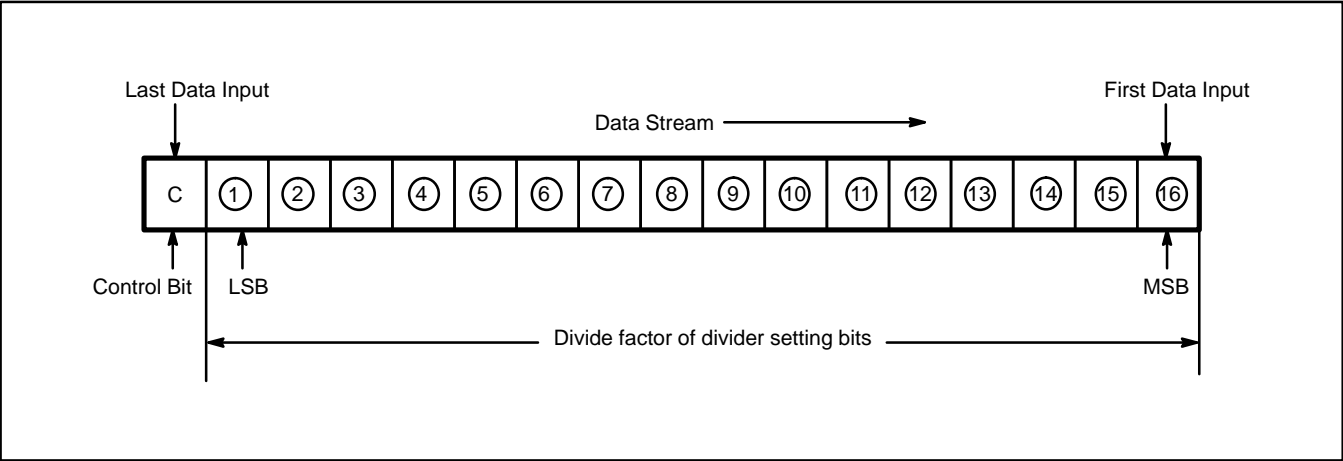 Last Data Input
First Data Input
Data Stream
C ① ② ③ ④ ⑤ ⑥ ⑦ ⑧ ⑨ ⑩ ⑪ ⑫ ⑬ ⑭ ⑮ ⑯
Control Bit LSB MSB
Divide factor of divider setting bits